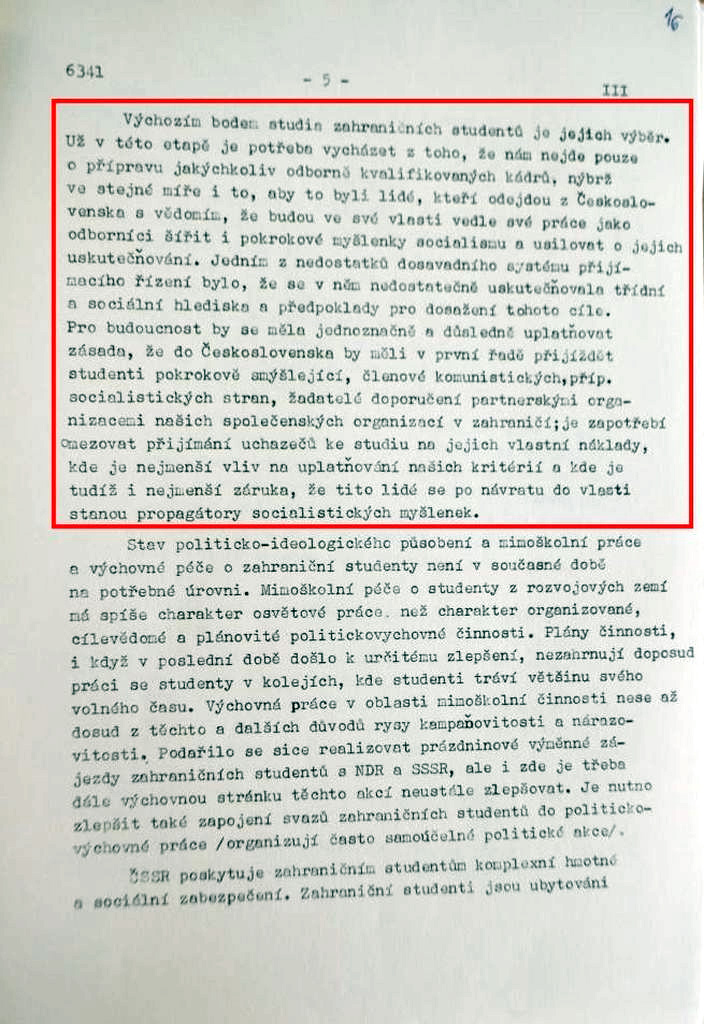 16
6341
- 5 -
III
Výchozím bodem studia zahraničních studentů je jejich výběr.
Už v této etapě je potřeba vycházet z toho, že nám nejde pouze
o přípravu jakýchkoliv odborně kvalifikovaných kádrů, nýbrž
ve stejné míře i to, aby to byli lidé, kteří odejdou z Českoslo-
venska s vědomím, že budou ve své vlasti vedle své práce jako
odborníci šířit i pokrokové myšlenky socialismu a usilovat o jejich
uskutečňování. Jedním z nedostatků dosavadního systému přijí-
macího řízení bylo, že se v něm nedostatečně uskutečňovala třídní
a sociální hlediska a předpoklady pro dosažení tohoto cíle.
Pro budoucnost by se měla jednoznačně a důsledně uplatňovat
zásada, že do Československa by měli v první řadě přijíždět
studenti pokrokově smýšlející, členové komunistických,příp.
socialistických stran, žadatelé doporučení partnerskými orga-
nizacemi našich společenských organizací v zahraničí;je zapotřebí
omezovat přijímání uchazečů ke studiu na jejich vlastní náklady,
kde je nejmenší vliv na uplatňování našich kritérií a kde je
tudíž i nejmenší záruka, že tito lidé se po návratu do vlasti
stanou propagátory socialistických myšlenek.
Stav politicko-ideologického působení a mimoškolní práce
a výchovné péče o zahraniční studenty není v současné době
na potřebné úrovni. Mimoškolní péče o studenty z rozvojových zemí
má spíše charakter osvětové práce. než charakter organizované,
cílevědomé a plánovité politickovýchovné činnosti. Plány činnosti,
i když v poslední době došlo k určitému zlepšení, nezahrnují doposud
práci se studenty v kolejích, kde studenti tráví většinu svého
volného času. Výchovná práce v oblasti mimoškolní činnosti nese až
dosud z těchto a dalších důvodů rysy kampaňovitosti a nárazo-
vitosti. Podařilo se sice realizovat prázdninové výměnné zá-
jezdy zahraničních studentů s NDR a SSSR, ale i zde je třeba
dále výchovnou stránku těchto akcí neustále zlepšovat. Je nutno
zlepšit také zapojení svazů zahraničních studentů do politicko-
výchovné práce /organizují často samoúčelné politické akce/.
ČSSR poskytuje zahraničním studentům komplexní hmotné
a sociální zabezpečení. Zahraniční studenti jsou ubytováni